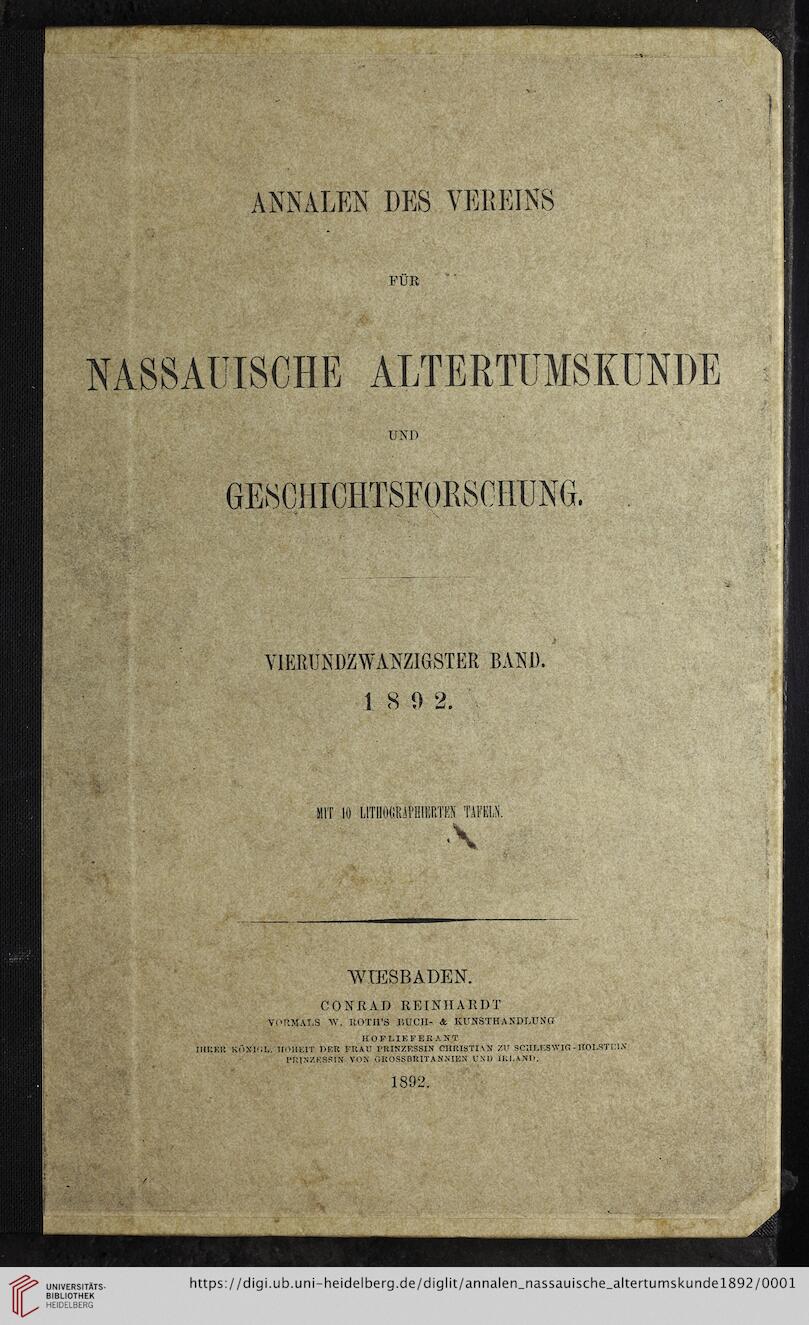 ANNALEN DES VEREINS
FÜR
NASSAUISCHE ALTERTUMSKUNDE
UND
GESCHICHTSFORSCHUNG.
VIERUNDZWANZIGSTER BAND.
1892.
MIT 10 LITHOGRAPHIERTEN TAFELN.
WIESBADEN.
CONRAD REINHARDT
VORMALS W. ROTH'S BUCH- & KUNSTHANDLUNG
HOFLIEFERANT
IHRER KÖNIGL. HOHEIT DER FRAU PRINZESSIN CHRISTIAN ZU SCHLESWIG-HOLSTEIN
PRINZESSIN VON GROSSBRITANNIEN UND IRLAND.
1892.
UNIVERSITÄTS-
BIBLIOTHEK
HEIDELBERG
https://digi.ub.uni-heidelberg.de/diglit/annalen_nassauische_altertumskunde1892/0001